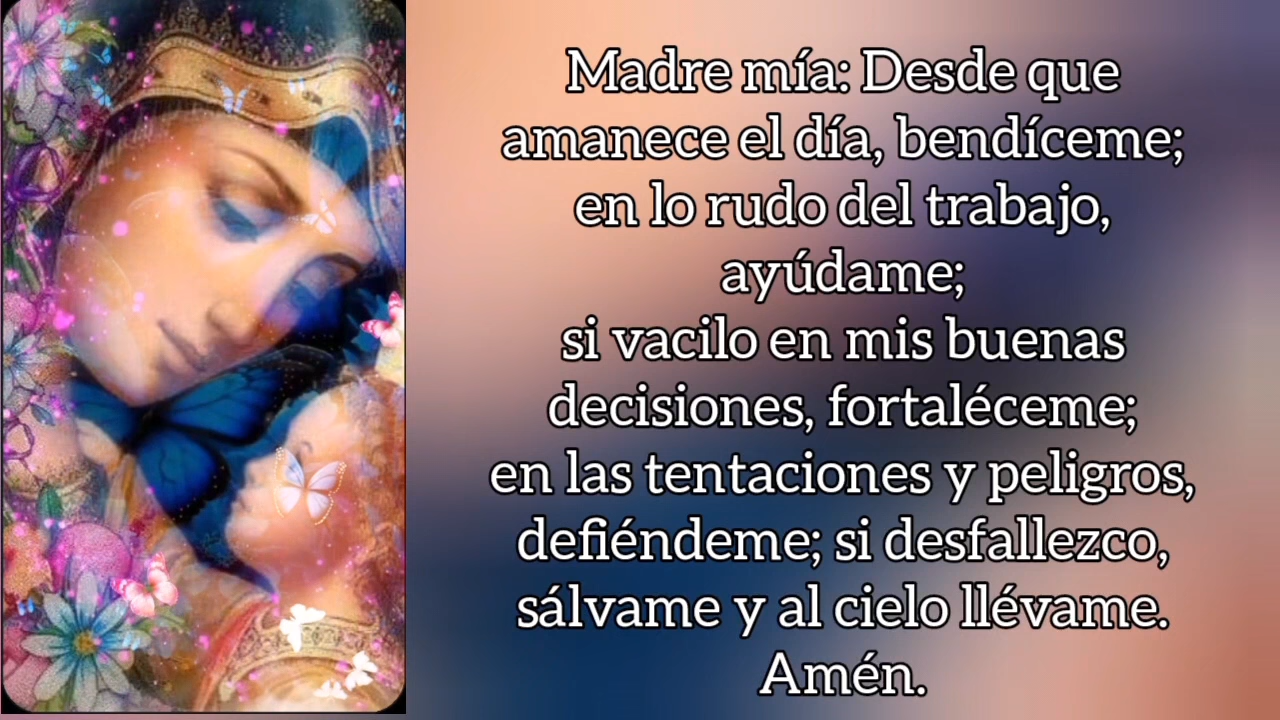 Madre mía: Desde que
amanece el día, bendíceme;
en lo rudo del trabajo,
ayúdame;
si vacilo en mis buenas
decisiones, fortaléceme;
en las tentaciones y peligros,
defiéndeme; si desfallezco,
sálvame y al cielo llévame.
Amén.